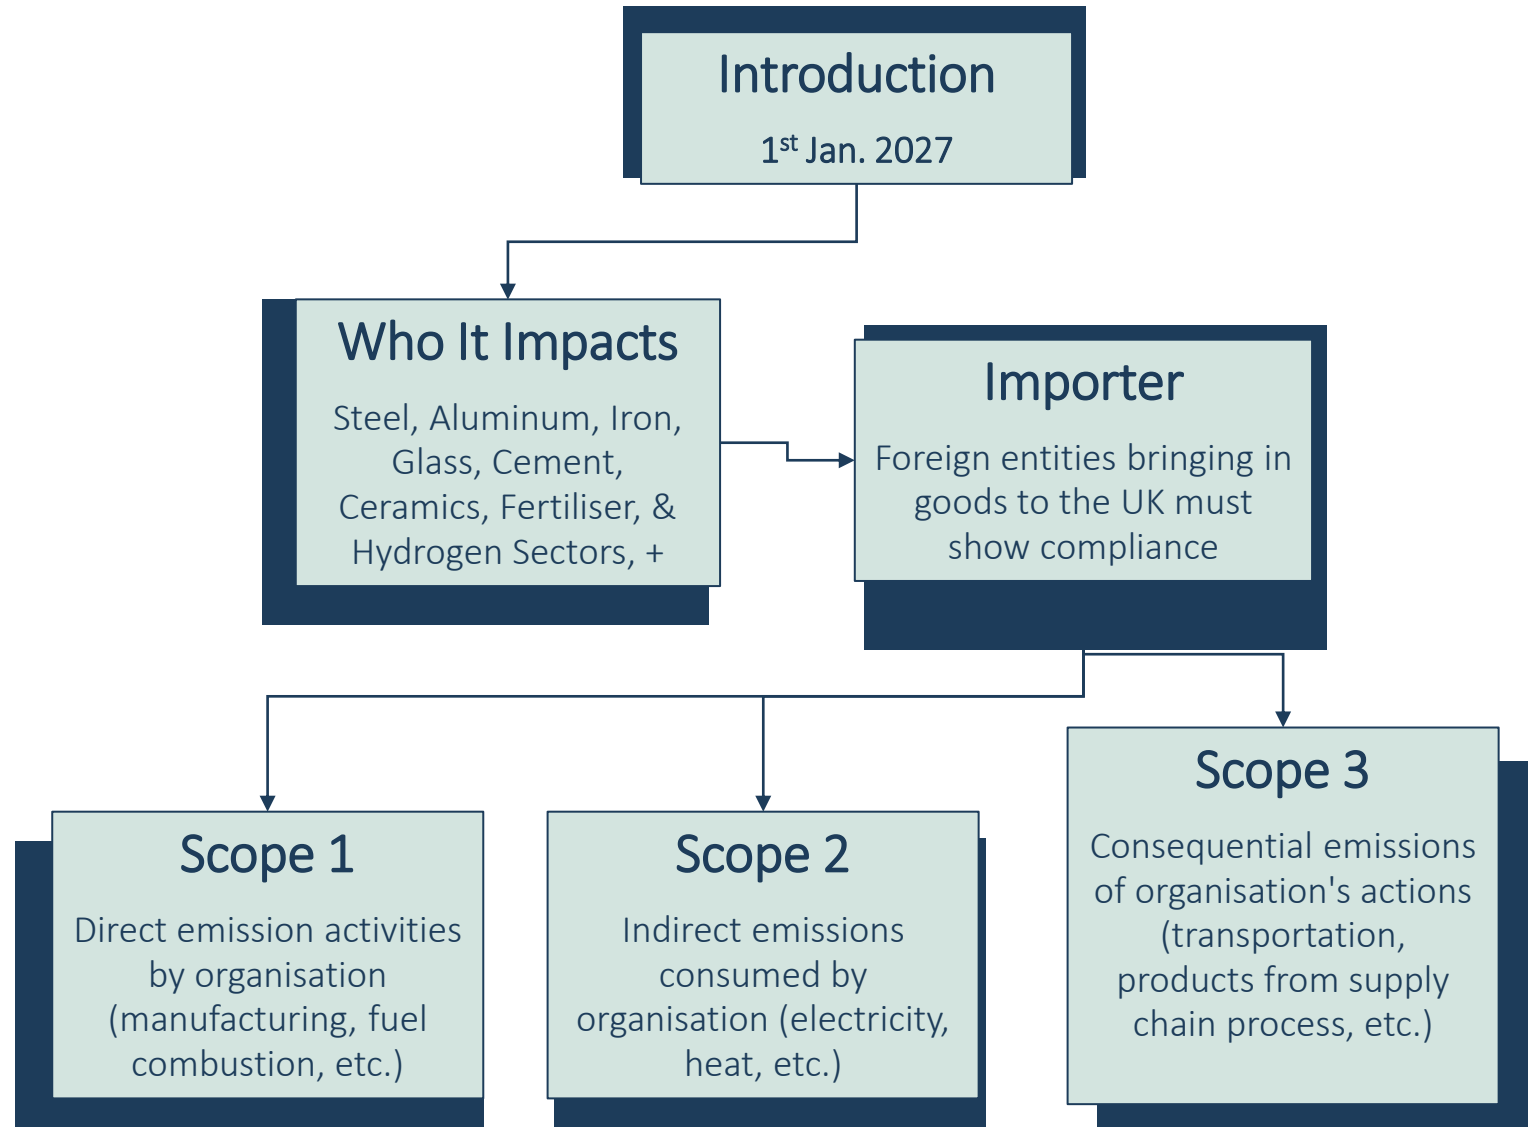 Introduction
1st Jan. 2027
Who It Impacts
Steel, Aluminum, Iron,
Glass, Cement,
Ceramics, Fertiliser, &
Hydrogen Sectors, +
Importer
Foreign entities bringing in
goods to the UK must
show compliance
Scope 1
Direct emission activities
by organisation
(manufacturing, fuel
combustion, etc.)
Scope 2
Indirect emissions
consumed by
organisation (electricity,
heat, etc.)
Scope 3
Consequential emissions
of organisation's actions
(transportation,
products from supply
chain process, etc.)